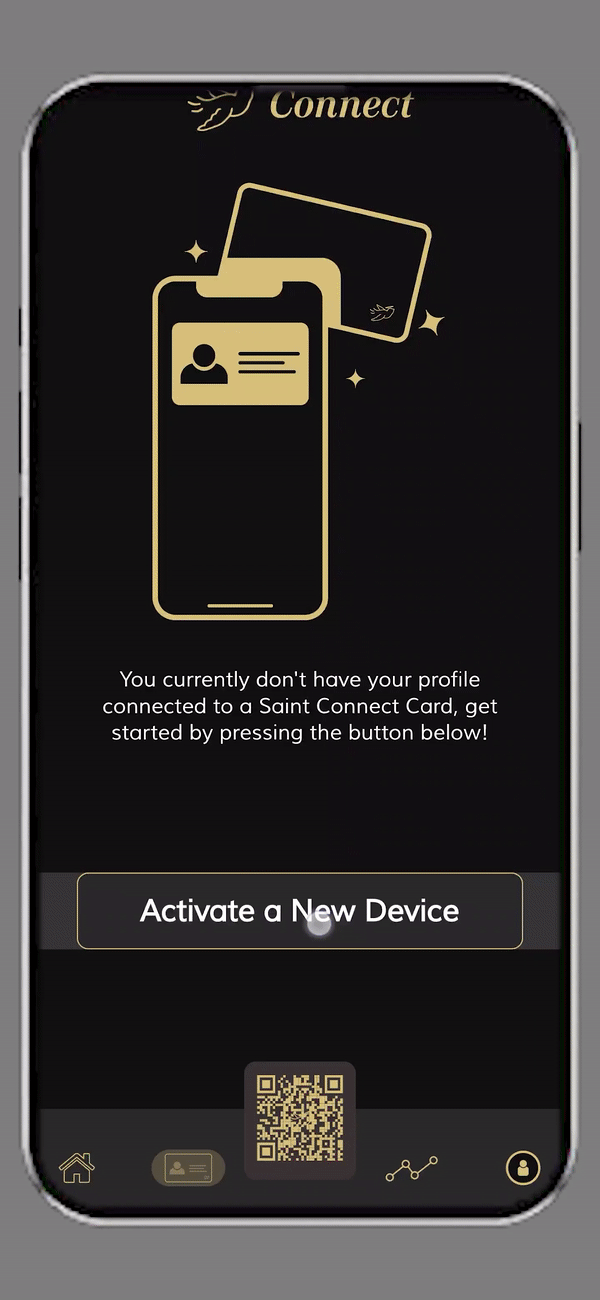 Connect
You currently don't have your profile
connected to a Saint Connect Card, get
started by pressing the button below!
Activate a New Device